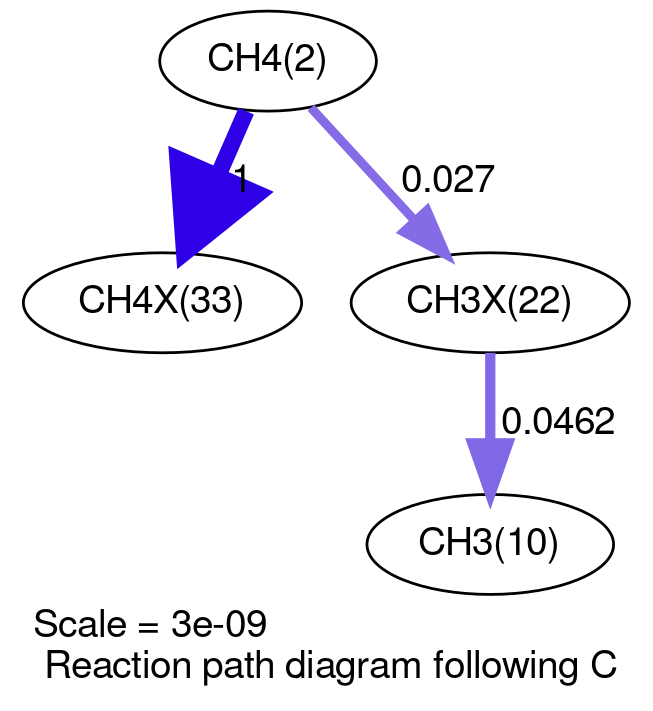 CH4(2)
1
0.027
CH4X(33)
CH3X(22)
0.0462
CH3(10)
Scale = 3e-09
Reaction path diagram following C